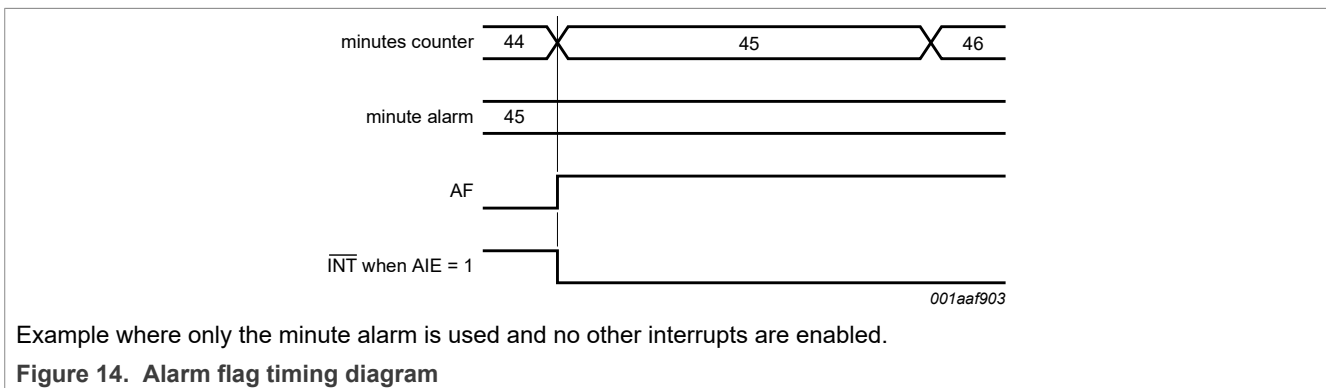 minutes counter 44 45 46
minute alarm 45
AF
INT when AIE = 1
001aaf903
Example where only the minute alarm is used and no other interrupts are enabled.
Figure 14. Alarm flag timing diagram